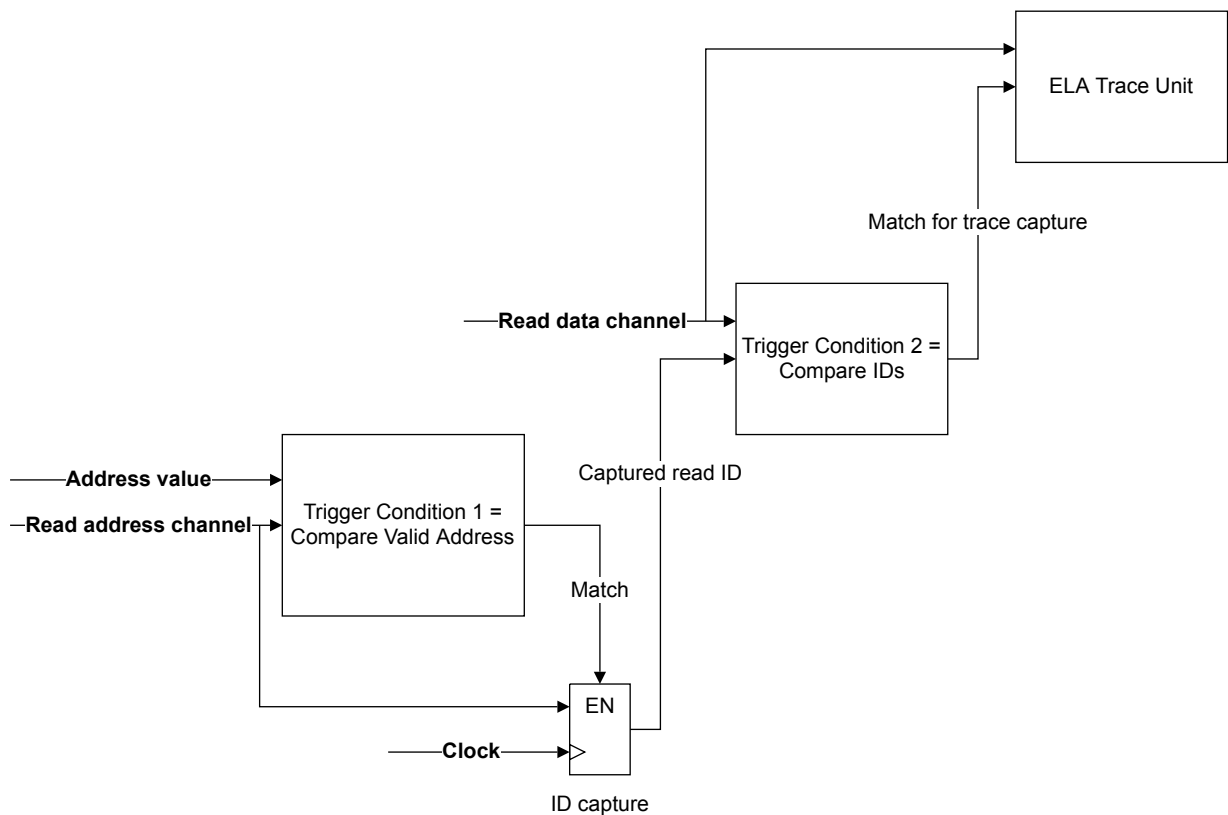 ELA Trace Unit
Match for trace capture
Read data channel
Trigger Condition 2 =
Compare IDs
Captured read ID
Address value
Read address channel
Trigger Condition 1 =
Compare Valid Address
Match
EN
Clock
ID capture